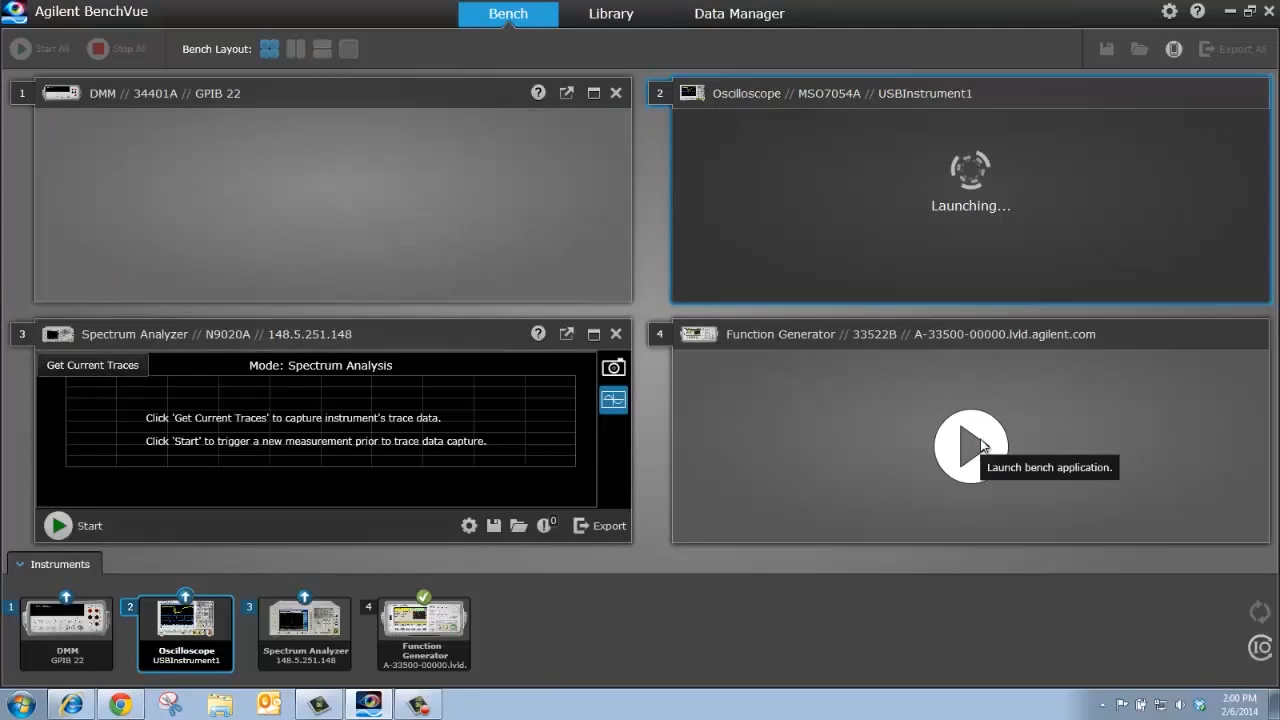 Agilent BenchVue
Bench
Library
Data Manager
Start All
Stop All
Bench Layout:
Export All
1
DMM // 34401A // GPIB 22
2
Oscilloscope // MSO7054A // USBInstrument1
Launching...
3
Spectrum Analyzer // N9020A // 148.5.251.148
Get Current Traces
Mode: Spectrum Analysis
Click 'Get Current Traces' to capture instrument's trace data.
Click 'Start' to trigger a new measurement prior to trace data capture.
Start
0
Export
4
Function Generator // 33522B // A-33500-00000.lvld.agilent.com
Launch bench application.
Instruments
1
DMM
GPIB 22
2
Oscilloscope
USBInstrument1
3
Spectrum Analyzer
148.5.251.148
4
Function
Generator
A-33500-00000.lvld.
IO
2:00 PM
2/6/2014